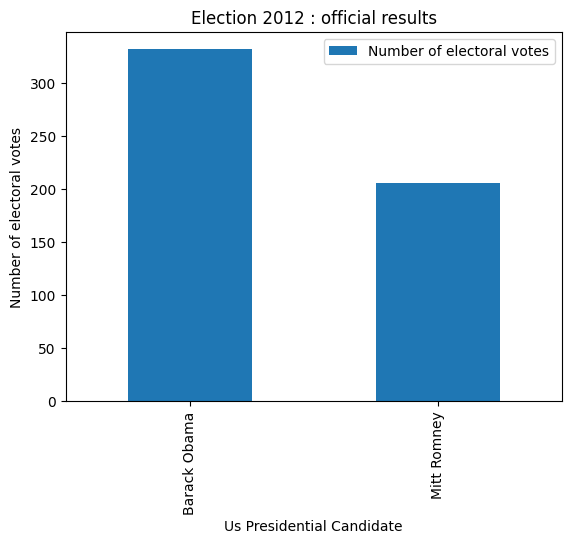 Election 2012 : official results
Number of electoral votes
Number of electoral votes
300
250
200
150
100
50
0
Barack Obama
Mitt Romney
Us Presidential Candidate